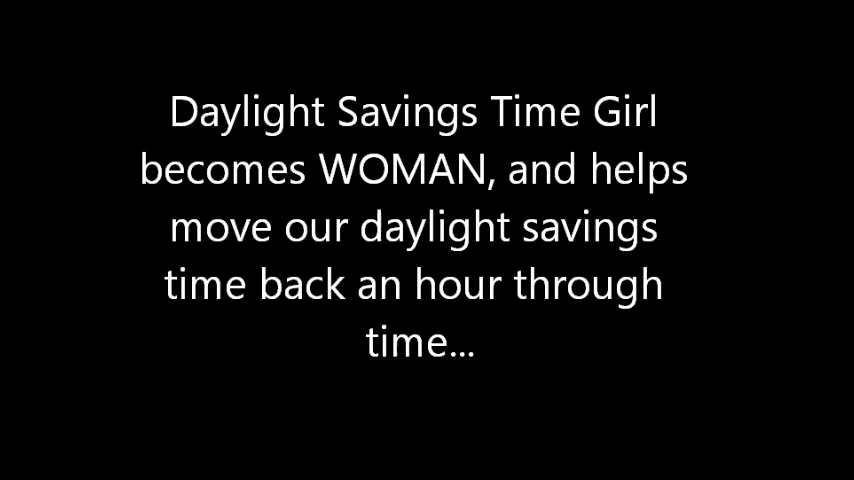 Daylight Savings Time Girl
becomes WOMAN, and helps
move our daylight savings
time back an hour through
time...